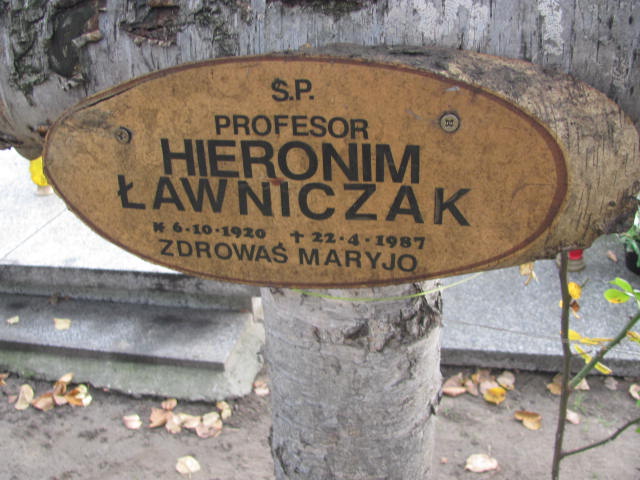 Ś.P.
PROFESOR
HIERONIM
ŁAWNICZAK
* 6·10·1920 † 22·4·1987
ZDROWAŚ MARYJO